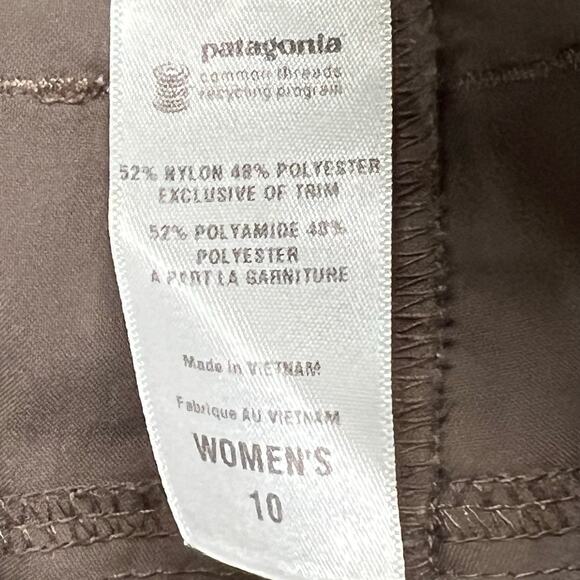 patagonia
common threads
recycling program
52% NYLON 48% POLYESTER
EXCLUSIVE OF TRIM
52% POLYAMIDE 48%
POLYESTER
A PART LA GARNITURE
Made in VIETNAM
Fabrique AU VIETNAM
WOMEN'S
10